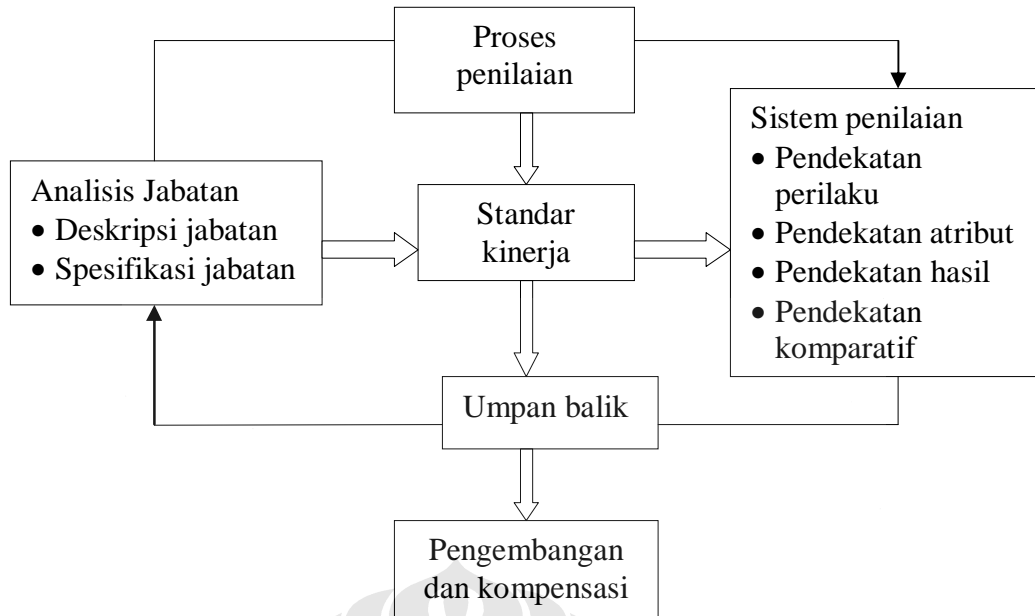 Proses
penilaian
Analisis Jabatan
• Deskripsi jabatan
• Spesifikasi jabatan
Standar
kinerja
Sistem penilaian
• Pendekatan
perilaku
• Pendekatan atribut
• Pendekatan hasil
• Pendekatan
komparatif
Umpan balik
Pengembangan
dan kompensasi